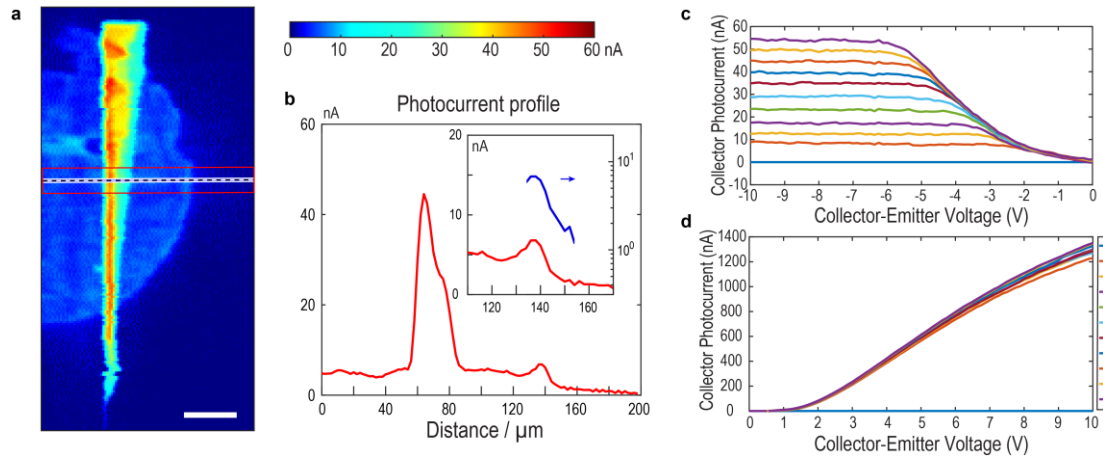 a
0 10 20 30 40 50 60 nA
b
Photocurrent profile
nA
60
40
20
0
0 40 80 120 160 200
Distance / µm
20
nA
15
10
5
0
120 140 160
10¹
10⁰
c
Collector Photocurrent (nA)
60
50
40
30
20
10
0
-10
-10 -9 -8 -7 -6 -5 -4 -3 -2 -1 0
Collector-Emitter Voltage (V)
d
Collector Photocurrent (nA)
1400
1200
1000
800
600
400
200
0
0 1 2 3 4 5 6 7 8 9 10
Collector-Emitter Voltage (V)